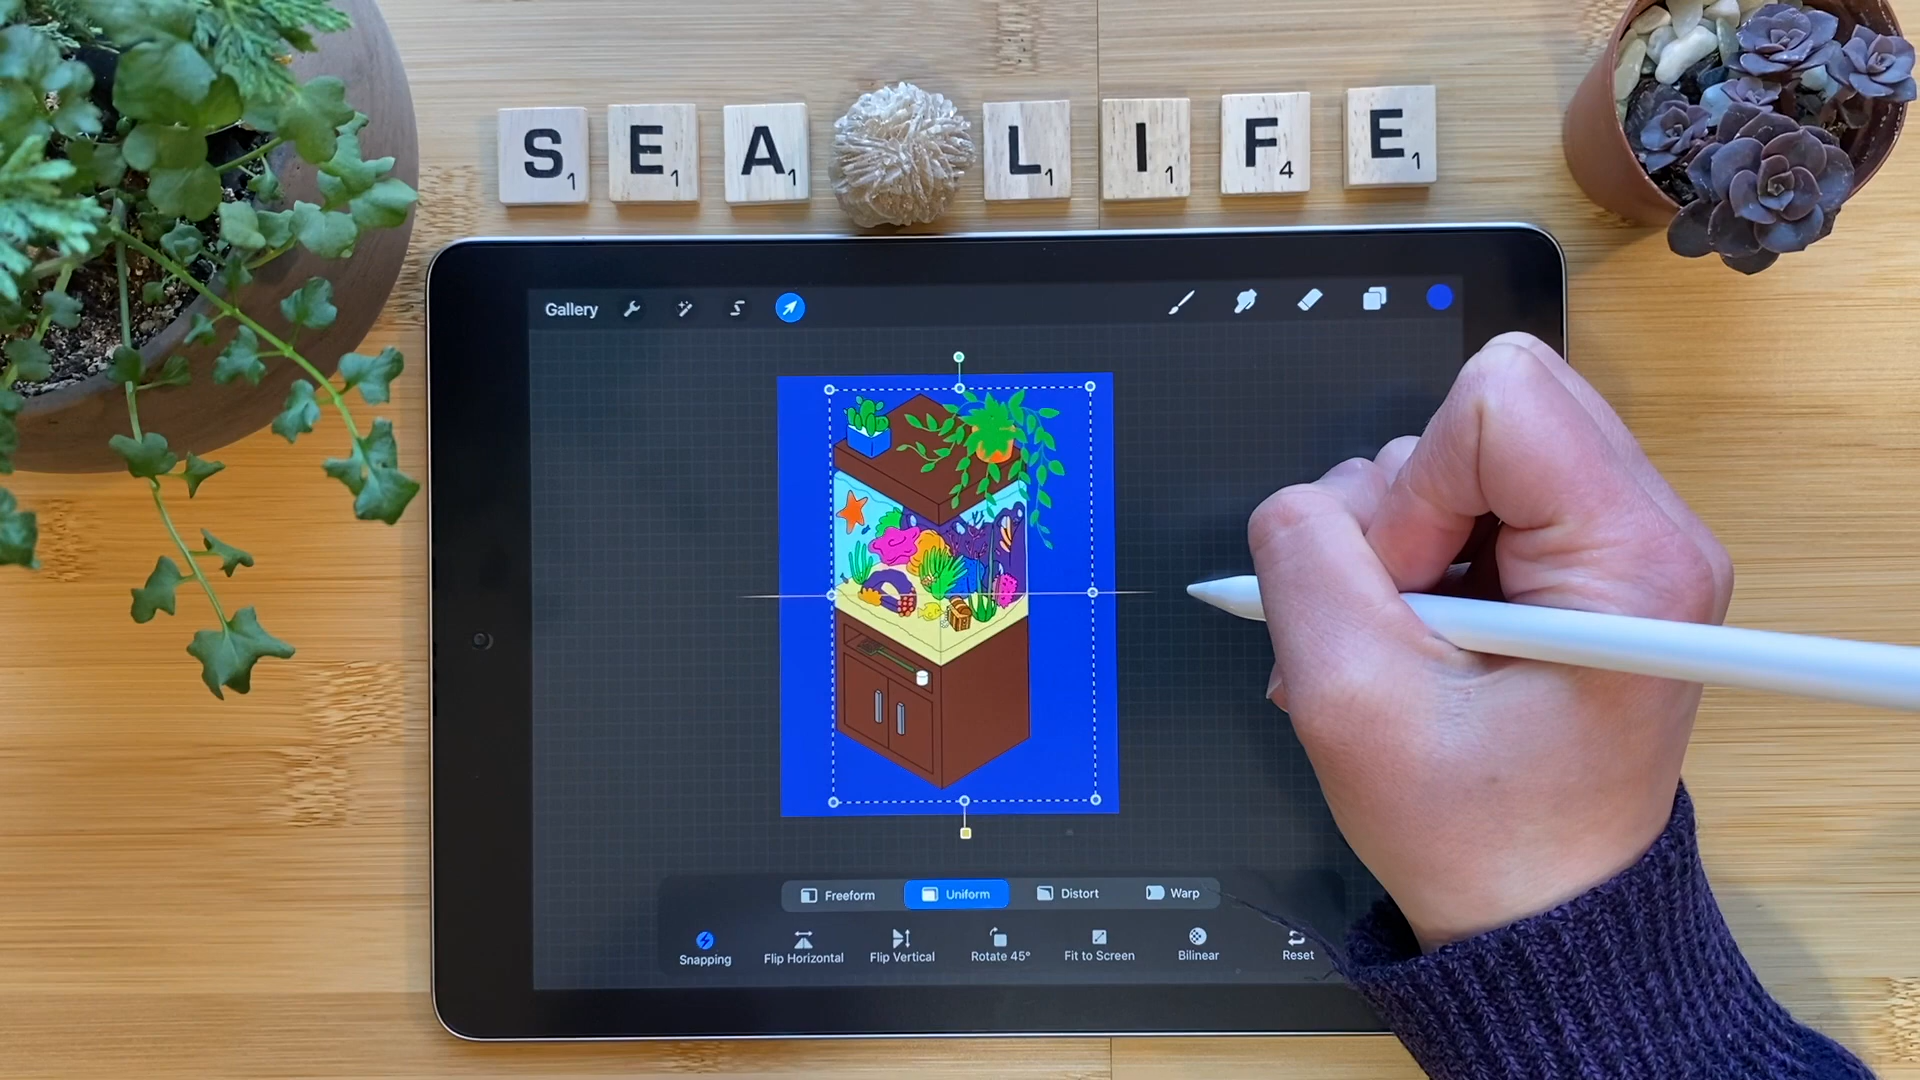 S1 E1 A1 L1 I1 F4 E1
Gallery
Freeform Uniform Distort Warp
Snapping Flip Horizontal Flip Vertical Rotate 45° Fit to Screen Bilinear Reset